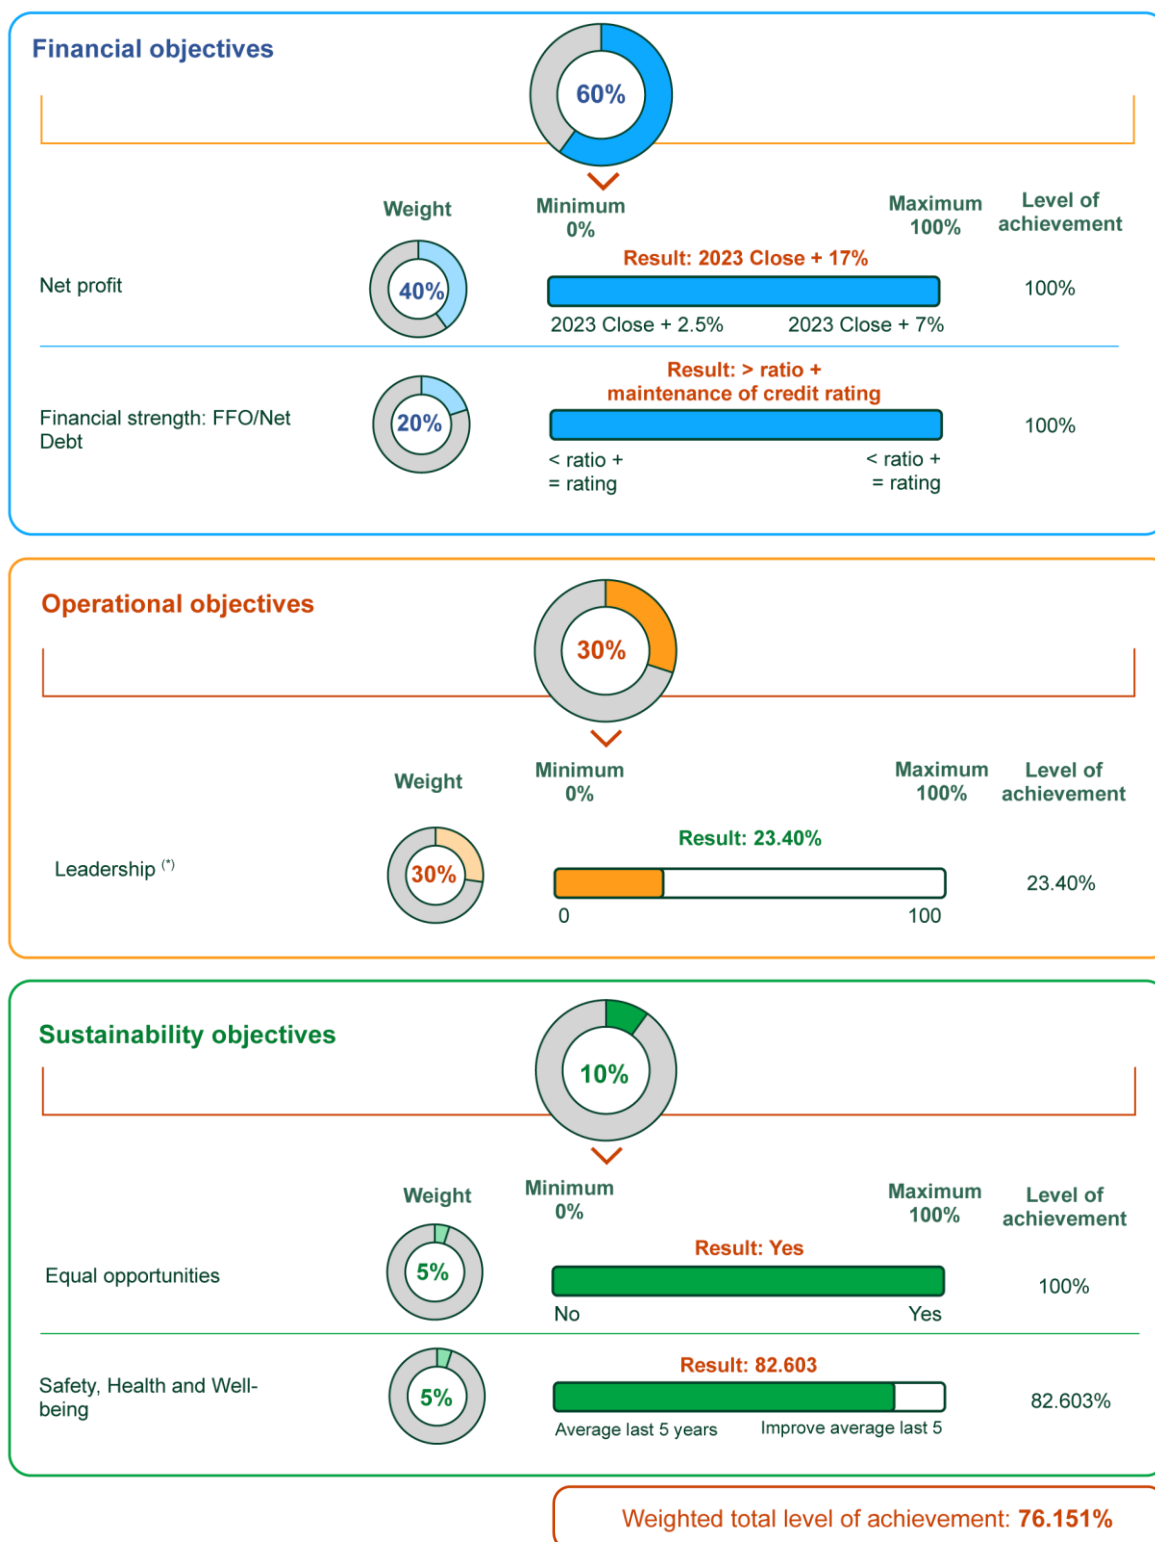 Financial objectives
60%
Weight
Minimum
0%
Maximum
100%
Level of
achievement
Result: 2023 Close + 17%
Net profit
40%
100%
2023 Close + 2.5%
2023 Close + 7%
Result: > ratio +
maintenance of credit rating
Financial strength: FFO/Net
Debt
20%
100%
< ratio +
= rating
< ratio +
= rating
Operational objectives
30%
Weight
Minimum
0%
Maximum
100%
Level of
achievement
Result: 23.40%
Leadership (*)
30%
23.40%
0
100
Sustainability objectives
10%
Weight
Minimum
0%
Maximum
100%
Level of
achievement
Result: Yes
Equal opportunities
5%
100%
No
Yes
Result: 82.603
Safety, Health and Well-
being
5%
82.603%
Average last 5 years
Improve average last 5
Weighted total level of achievement: 76.151%